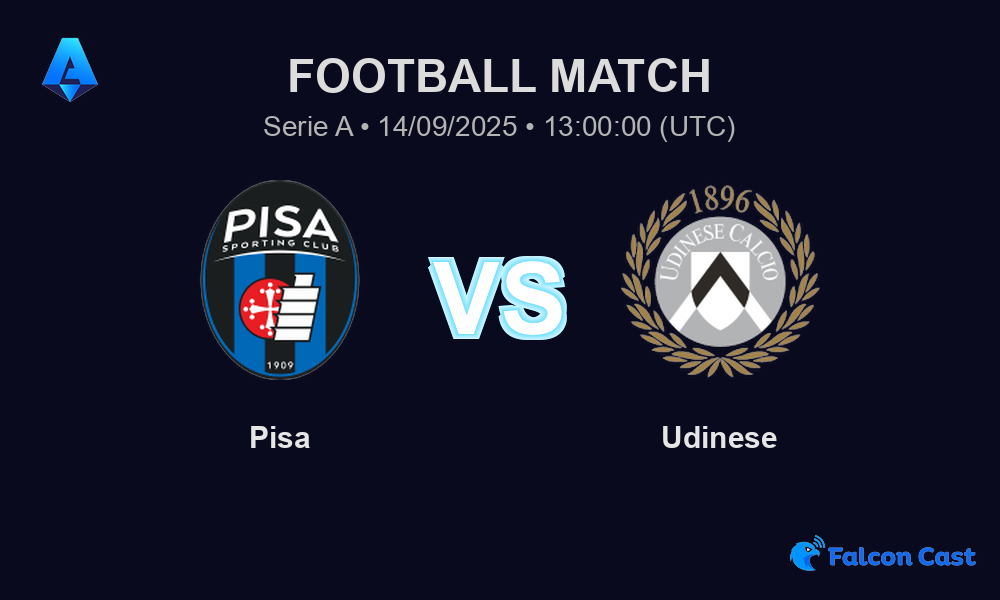 FOOTBALL MATCH
Serie A • 14/09/2025 • 13:00:00 (UTC)
PISA
SPORTING CLUB
1909
VS
1896
UDINESE CALCIO
Pisa
Udinese
Falcon Cast